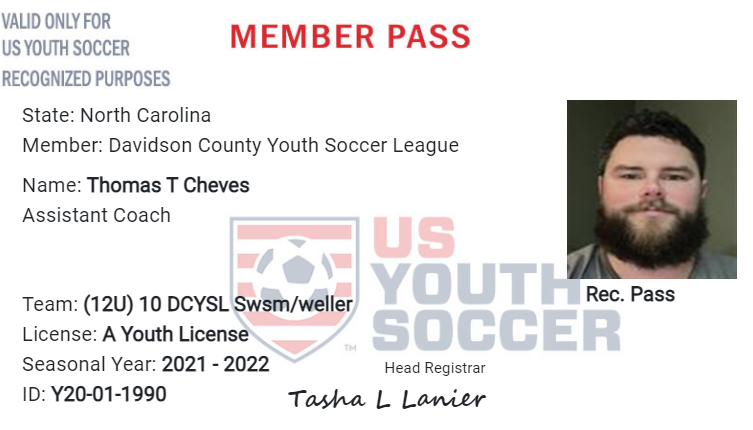 VALID ONLY FOR
US YOUTH SOCCER
RECOGNIZED PURPOSES
MEMBER PASS
State: North Carolina
Member: Davidson County Youth Soccer League
Name: Thomas T Cheves
Assistant Coach
US
YOUTH
SOCCER
TM
Rec. Pass
Team: (12U) 10 DCYSL Swsm/weller
License: A Youth License
Seasonal Year: 2021 - 2022
ID: Y20-01-1990
Head Registrar
Tasha L Lanier